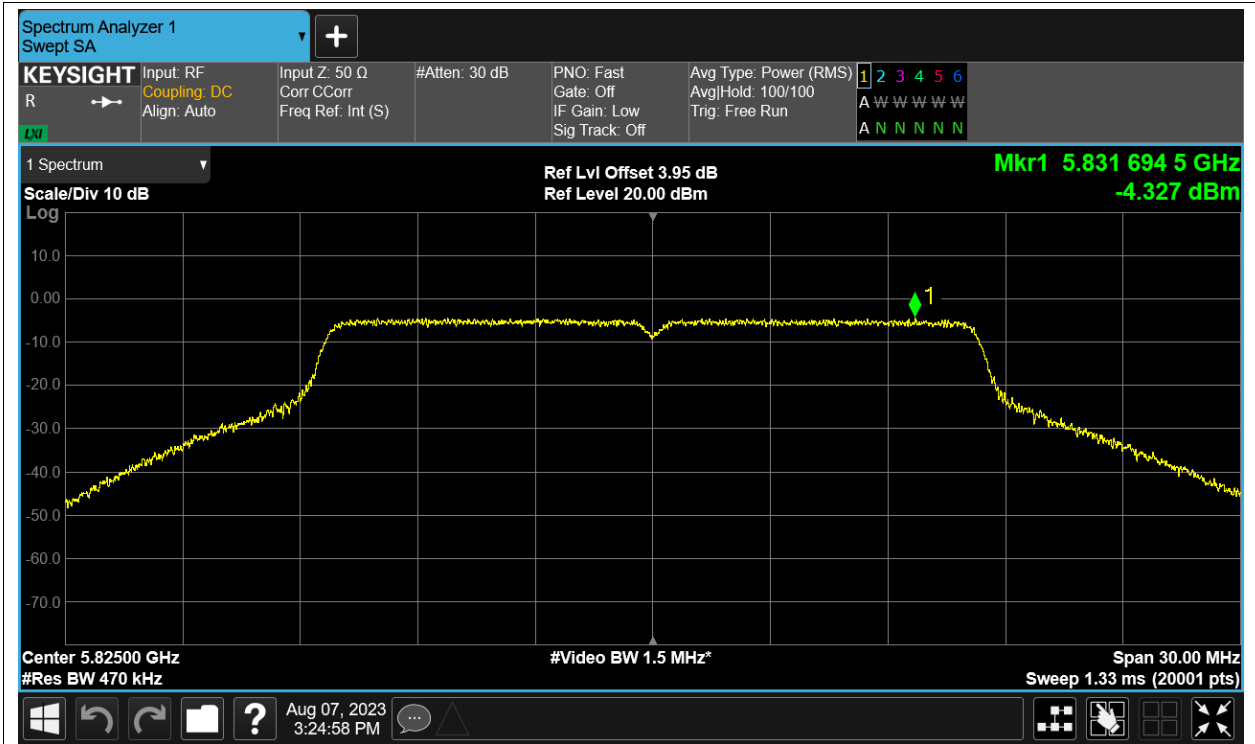 Spectrum Analyzer 1
Swept SA
KEYSIGHT
R
LXI
Input: RF
Coupling: DC
Align: Auto
Input Z: 50 Ω
Corr CCorr
Freq Ref: Int (S)
#Atten: 30 dB
PNO: Fast
Gate: Off
IF Gain: Low
Sig Track: Off
Avg Type: Power (RMS)
Avg|Hold: 100/100
Trig: Free Run
1 2 3 4 5 6
A W W W W W
A N N N N N
1 Spectrum
Scale/Div 10 dB
Log
Ref Lvl Offset 3.95 dB
Ref Level 20.00 dBm
Mkr1 5.831 694 5 GHz
-4.327 dBm
10.0
0.00
-10.0
-20.0
-30.0
-40.0
-50.0
-60.0
-70.0
1
Center 5.82500 GHz
#Res BW 470 kHz
#Video BW 1.5 MHz*
Span 30.00 MHz
Sweep 1.33 ms (20001 pts)
?
Aug 07, 2023
3:24:58 PM